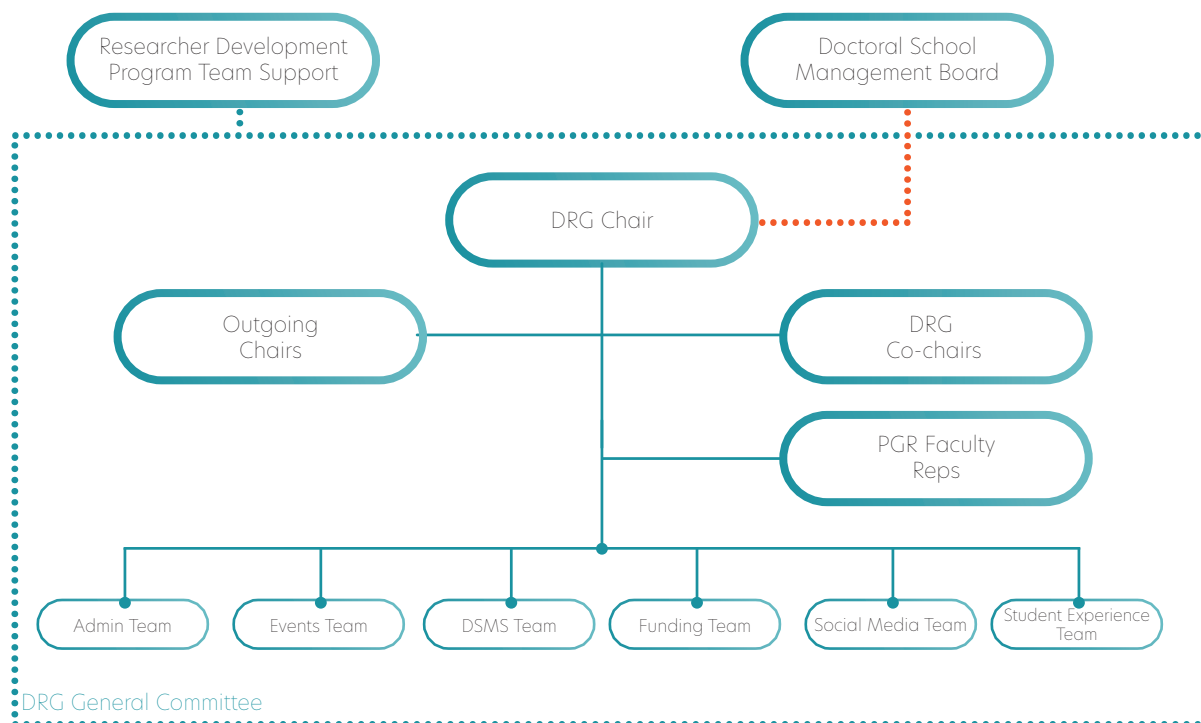 Researcher Development
Program Team Support
Doctoral School
Management Board
DRG Chair
Outgoing
Chairs
DRG
Co-chairs
PGR Faculty
Reps
Admin Team
Events Team
DSMS Team
Funding Team
Social Media Team
Student Experience
Team
DRG General Committee